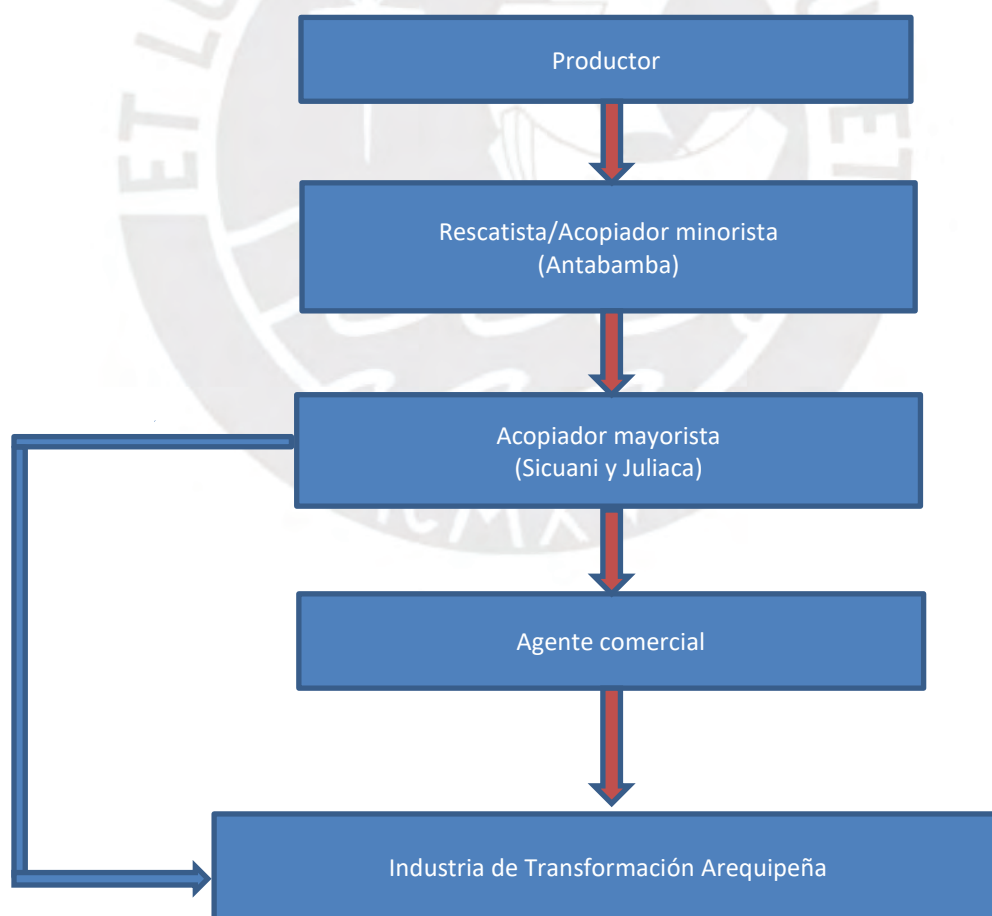 Productor
Rescatista/Acopiador minorista
(Antabamba)
Acopiador mayorista
(Sicuani y Juliaca)
Agente comercial
Industria de Transformación Arequipeña